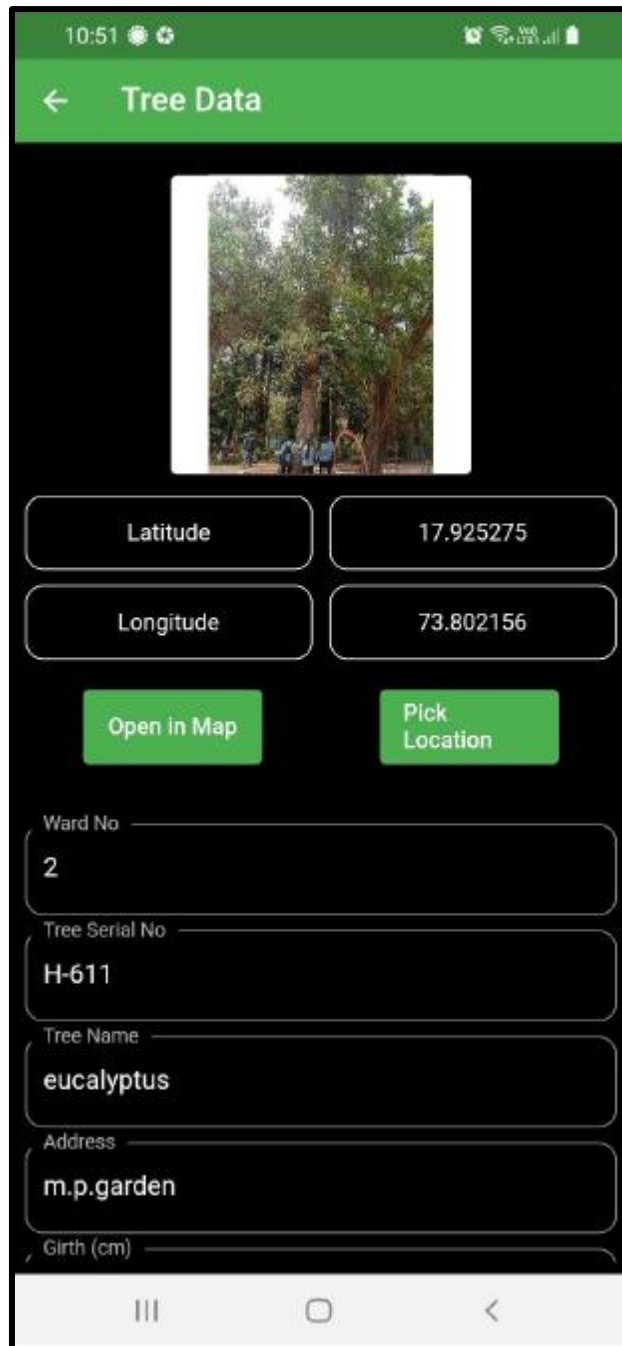 10:51
Tree Data
Latitude
17.925275
Longitude
73.802156
Open in Map
Pick
Location
Ward No
2
Tree Serial No
H-611
Tree Name
eucalyptus
Address
m.p.garden
Girth (cm)